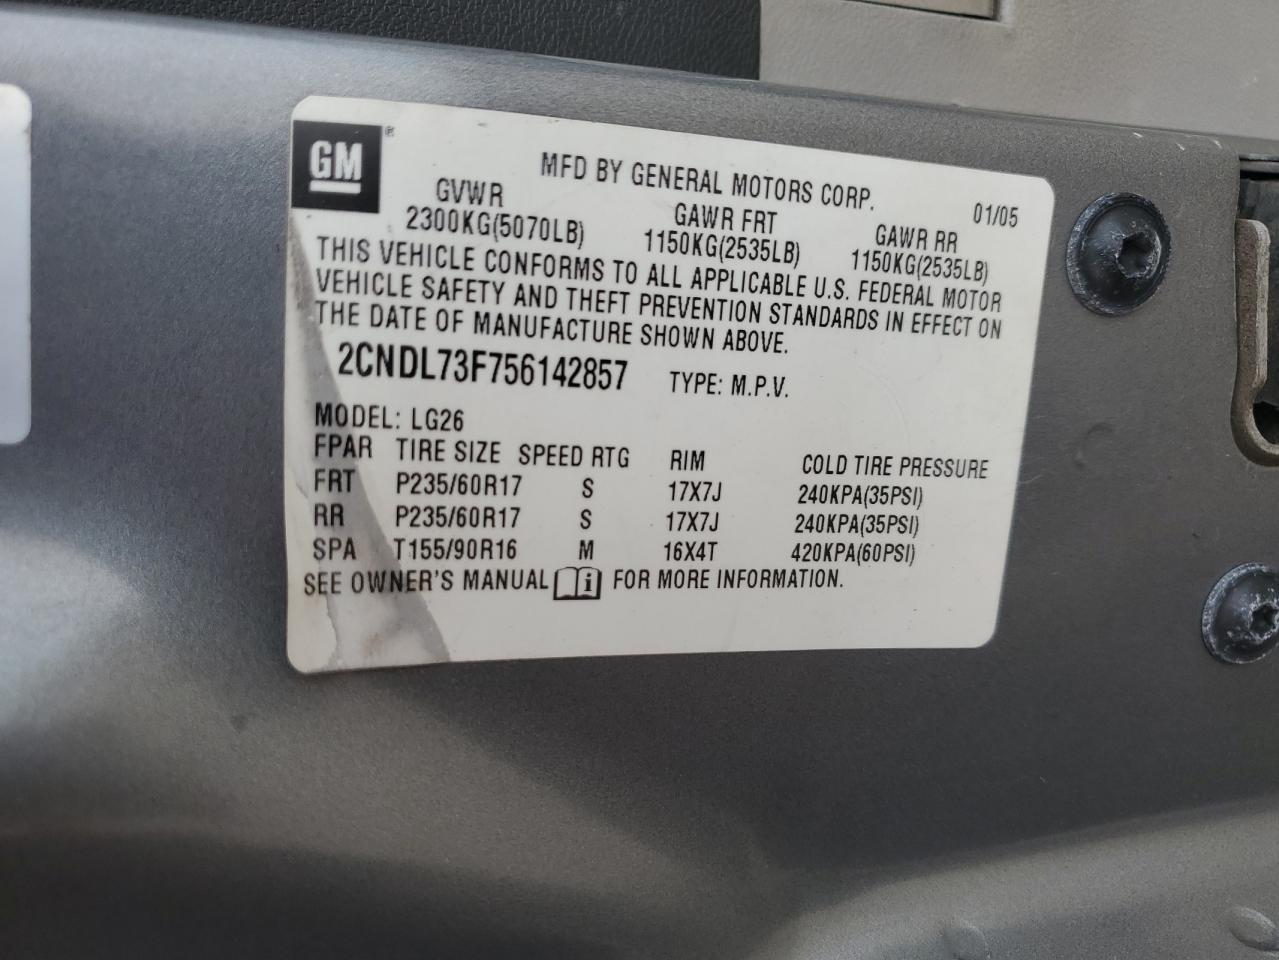 GM®
MFD BY GENERAL MOTORS CORP. 01/05
GVWR GAWR FRT GAWR RR
2300KG(5070LB) 1150KG(2535LB) 1150KG(2535LB)
THIS VEHICLE CONFORMS TO ALL APPLICABLE U.S. FEDERAL MOTOR
VEHICLE SAFETY AND THEFT PREVENTION STANDARDS IN EFFECT ON
THE DATE OF MANUFACTURE SHOWN ABOVE.
2CNDL73F756142857 TYPE: M.P.V.
MODEL: LG26
FPAR TIRE SIZE SPEED RTG RIM COLD TIRE PRESSURE
FRT P235/60R17 S 17X7J 240KPA(35PSI)
RR P235/60R17 S 17X7J 240KPA(35PSI)
SPA T155/90R16 M 16X4T 420KPA(60PSI)
SEE OWNER'S MANUAL i FOR MORE INFORMATION.